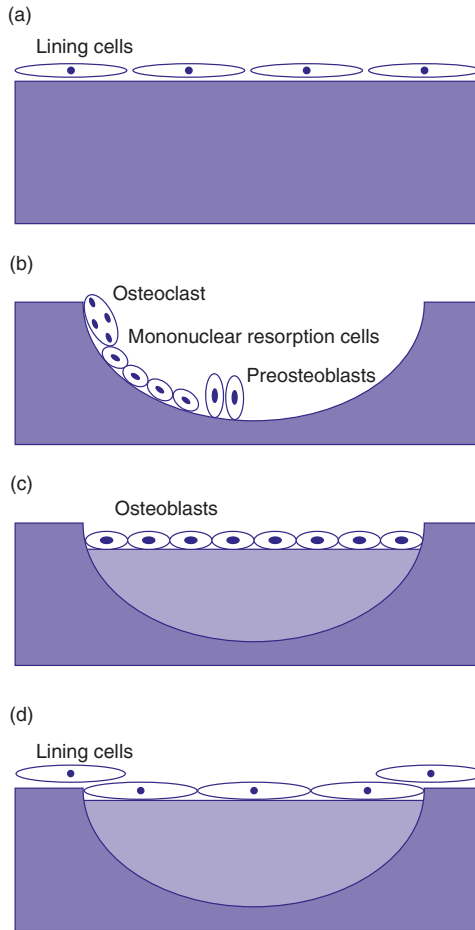 (a)
Lining cells
(b)
Osteoclast
Mononuclear resorption cells
Preosteoblasts
(c)
Osteoblasts
(d)
Lining cells